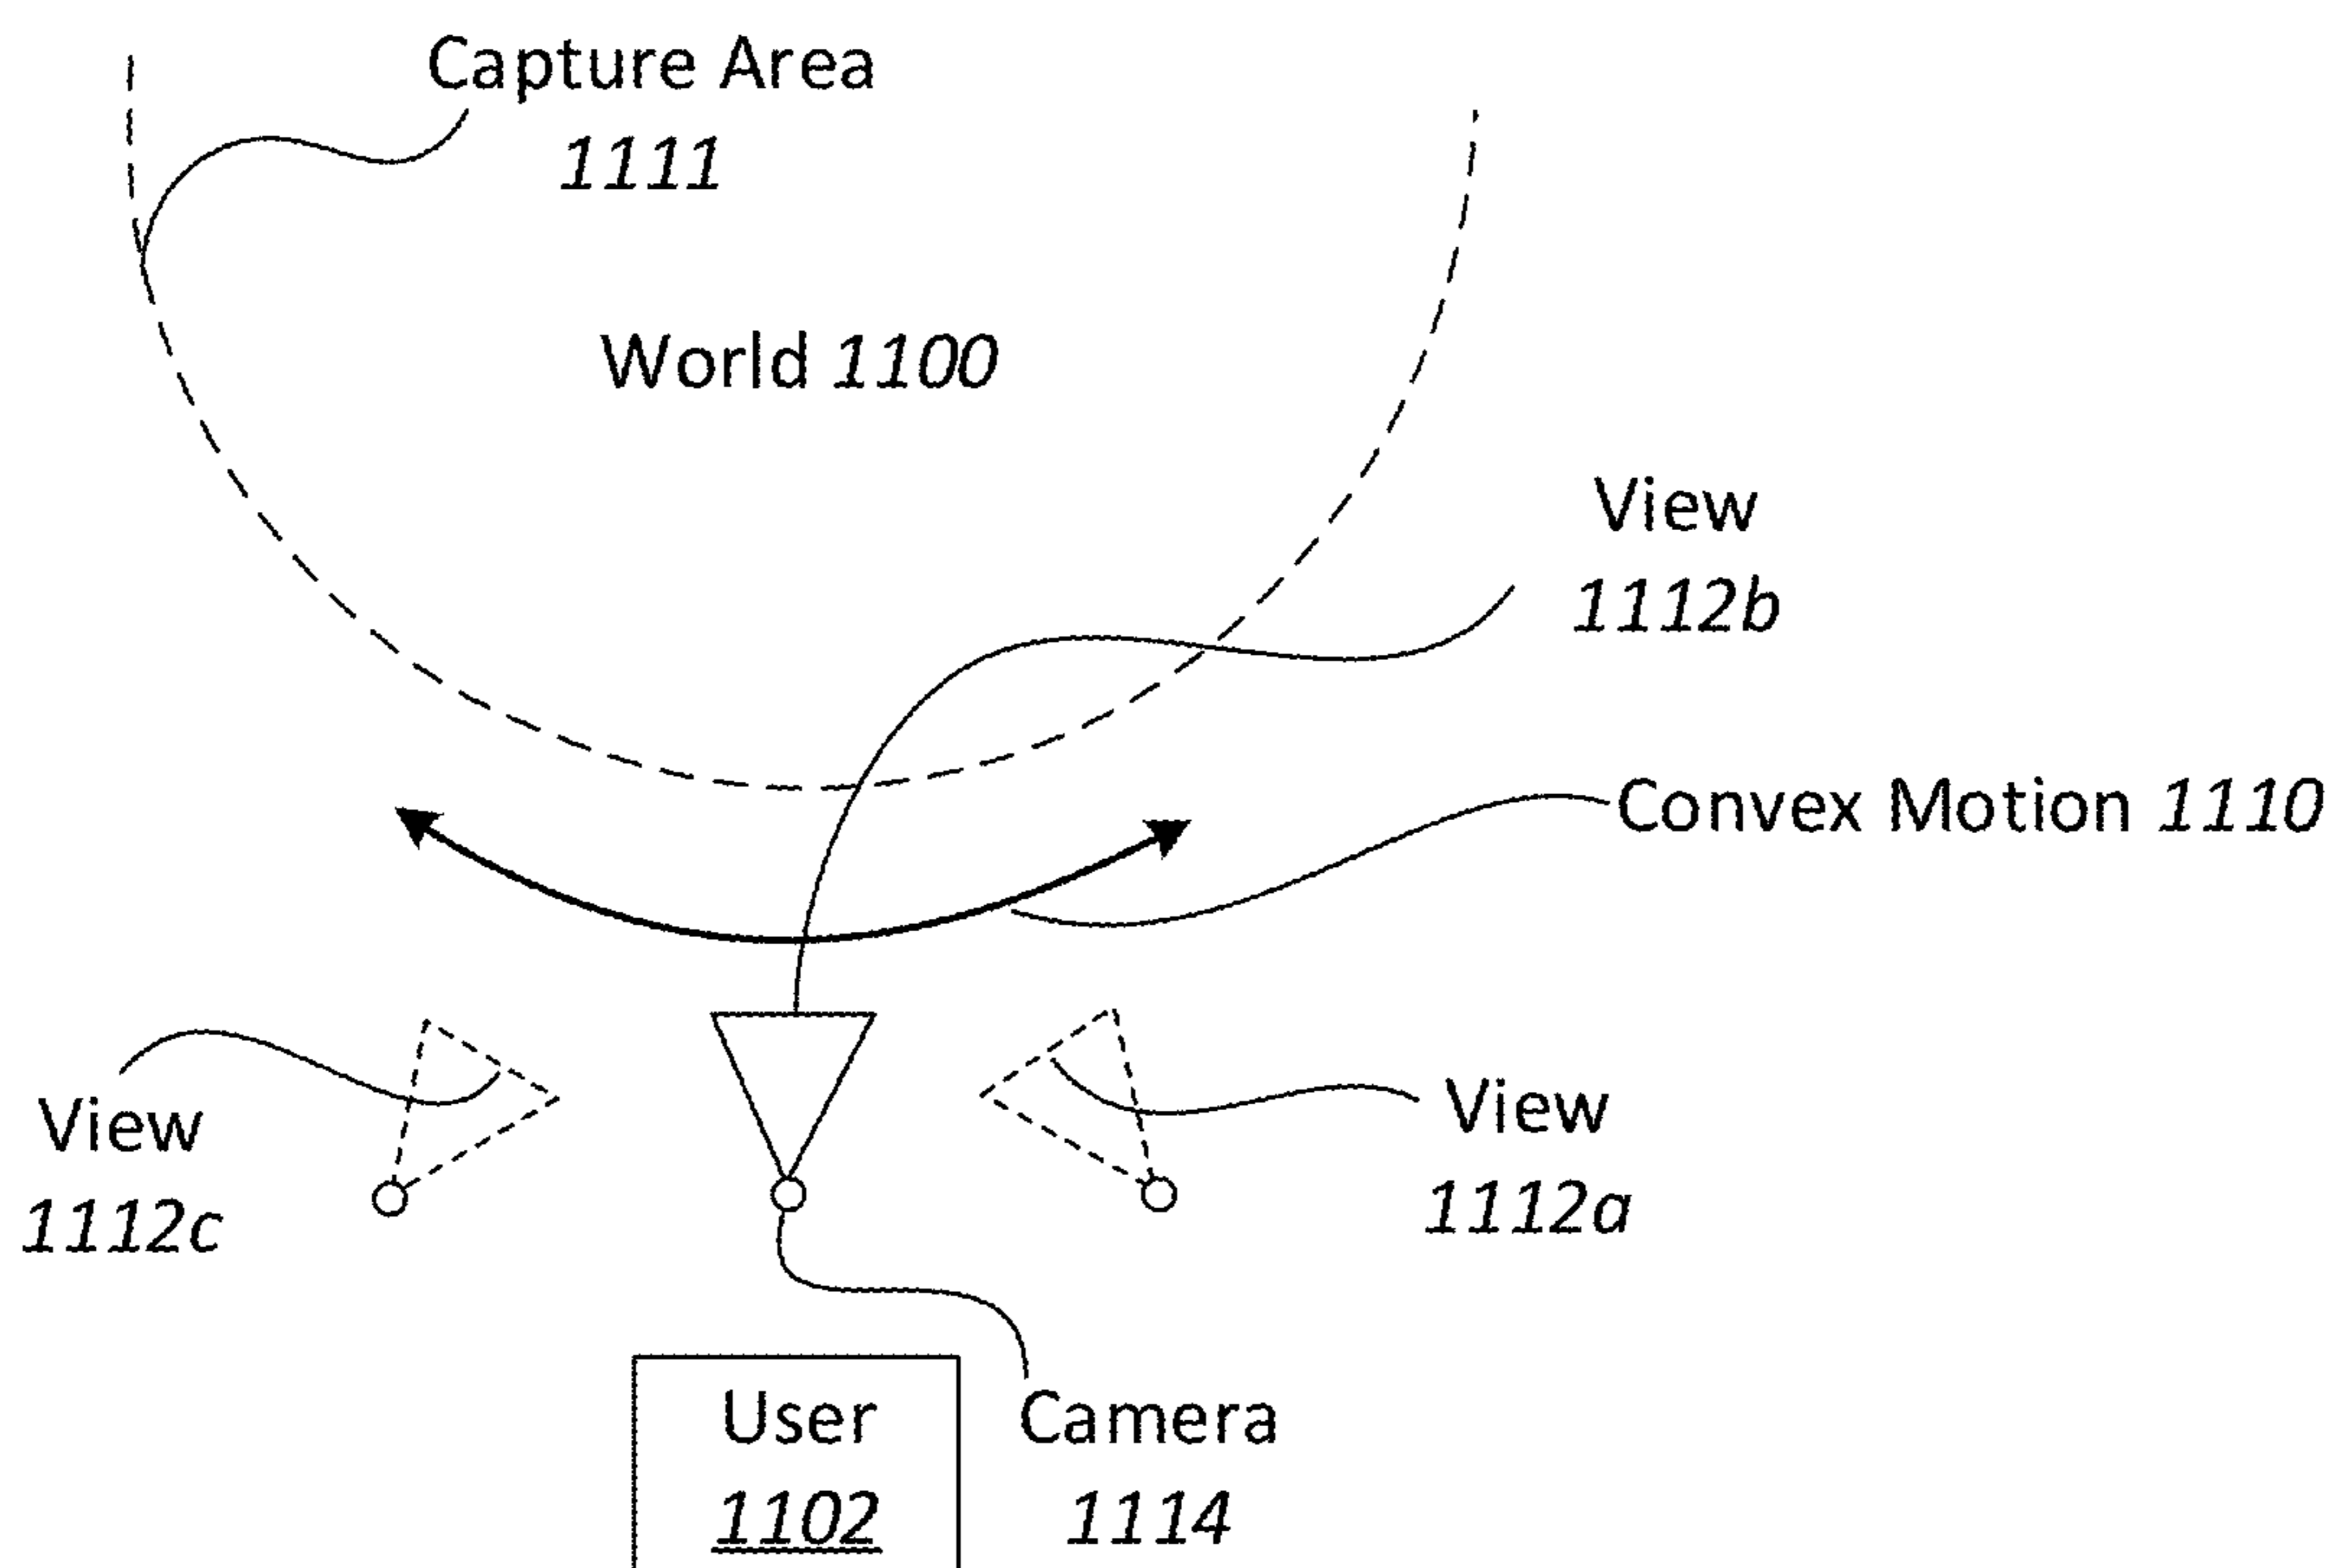 Capture Area
1111
World 1100
View
1112b
Convex Motion 1110
View
1112c
View
1112a
User
1102
Camera
1114